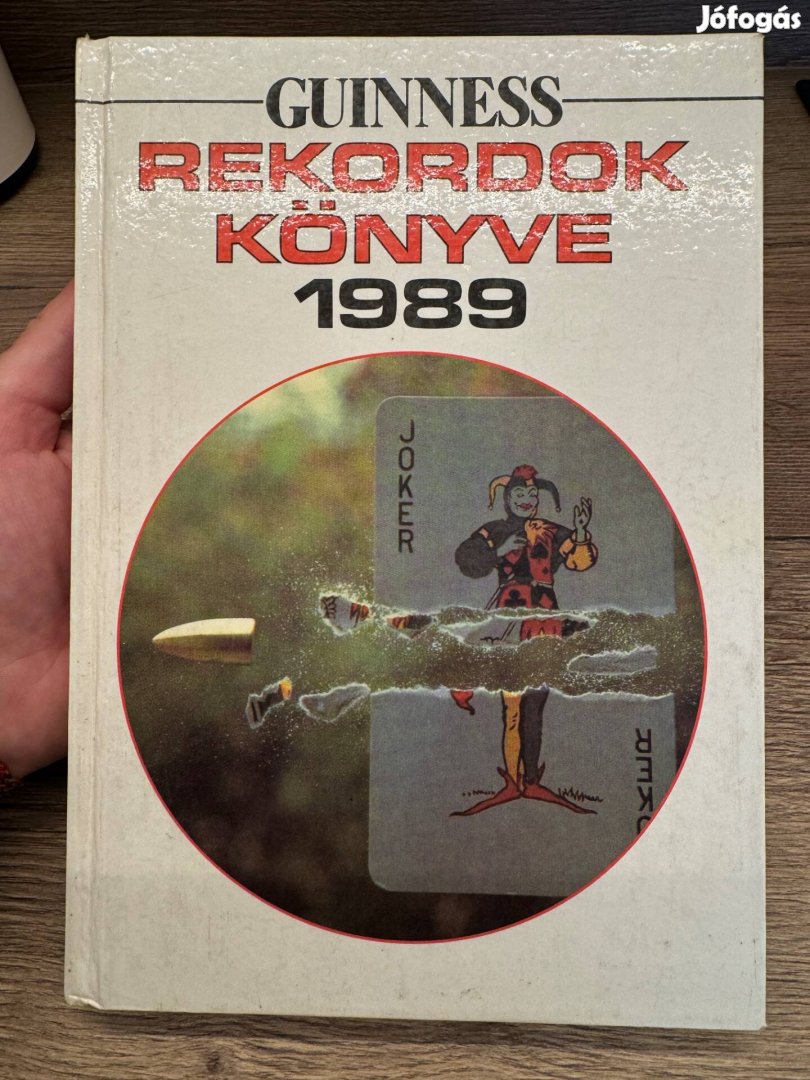 Jófogás
GUINNESS
REKORDOK
KÖNYVE
1989
JOKER
JOKER